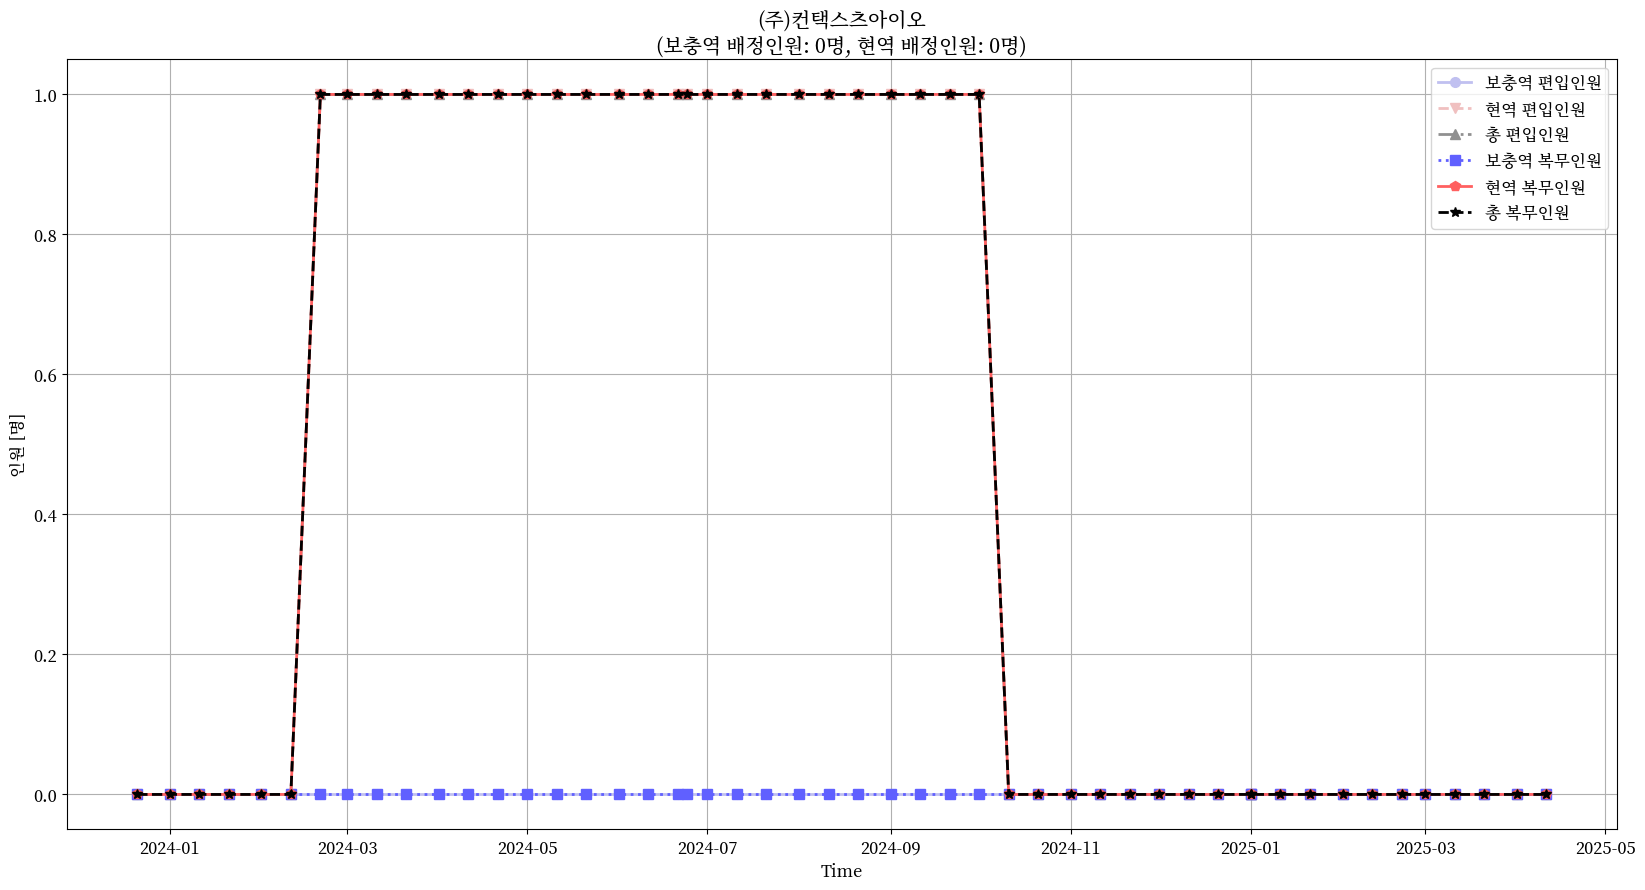 (주)컨택스츠아이오
(보충역 배정인원: 0명, 현역 배정인원: 0명)
보충역 편입인원
현역 편입인원
총 편입인원
보충역 복무인원
현역 복무인원
총 복무인원
인원 [명]
1.0
0.8
0.6
0.4
0.2
0.0
2024-01
2024-03
2024-05
2024-07
2024-09
2024-11
2025-01
2025-03
2025-05
Time